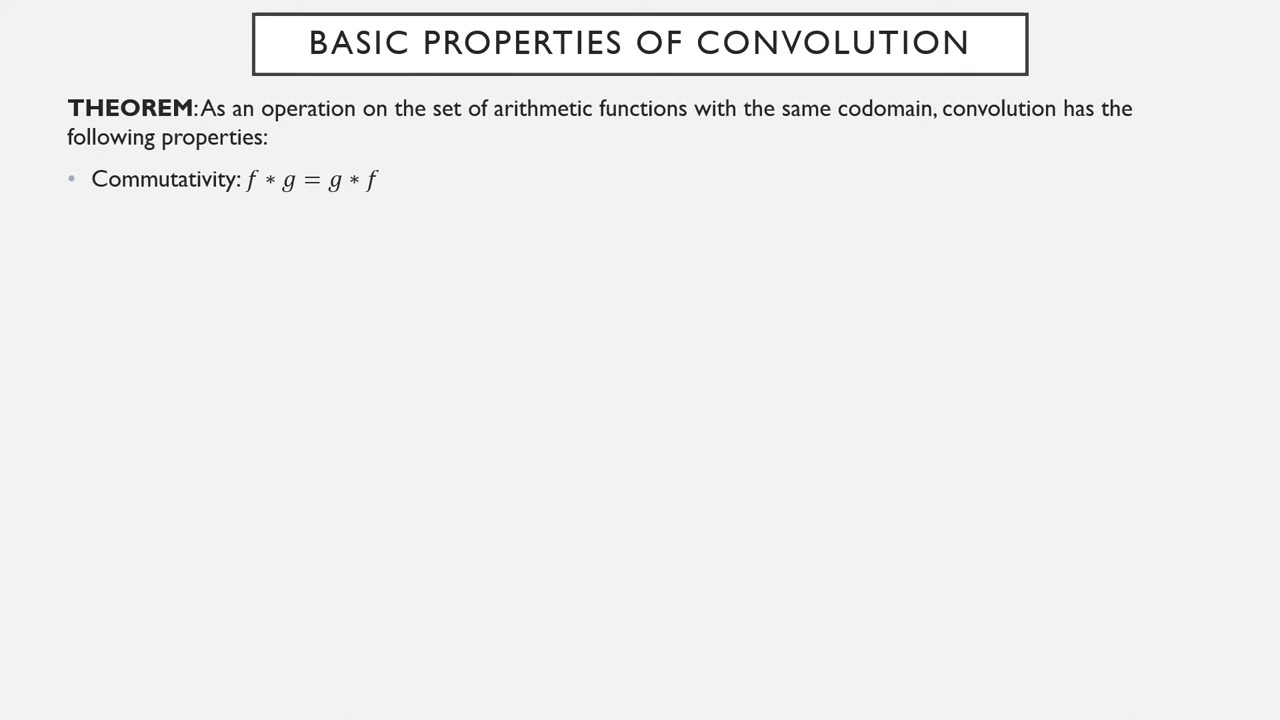 BASIC PROPERTIES OF CONVOLUTION
THEOREM: As an operation on the set of arithmetic functions with the same codomain, convolution has the
following properties:
• Commutativity: f ∗ g = g ∗ f